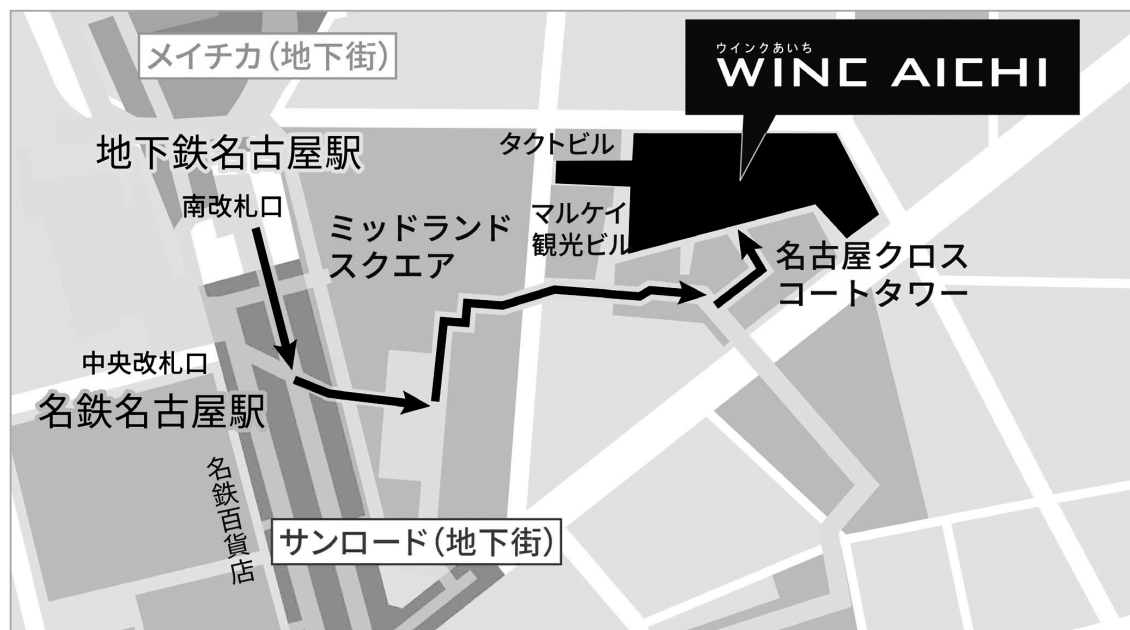 メイチカ（地下街）
ウインクあいち
WINC AICHI
地下鉄名古屋駅
南改札口
タクトビル
マルケイ
観光ビル
ミッドランド
スクエア
名古屋クロス
コートタワー
中央改札口
名鉄名古屋駅
名鉄百貨店
サンロード（地下街）